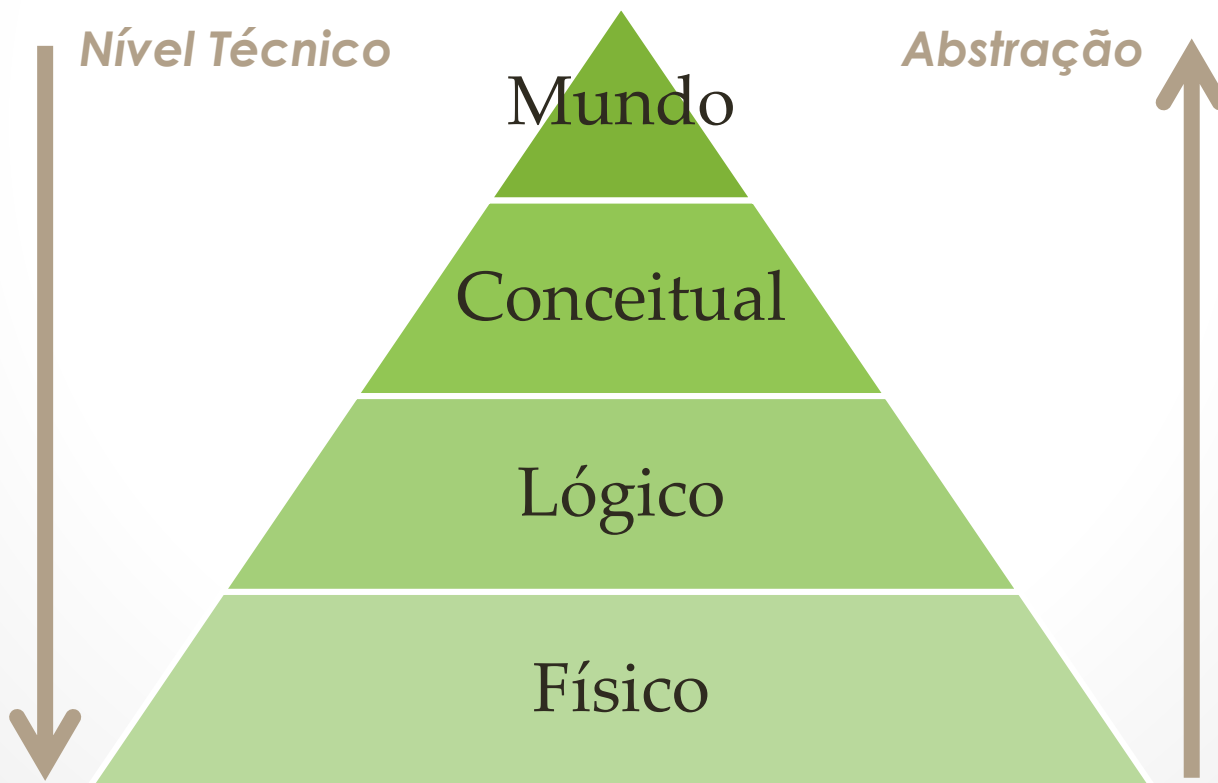 Nível Técnico
Abstração
Mundo
Conceitual
Lógico
Físico